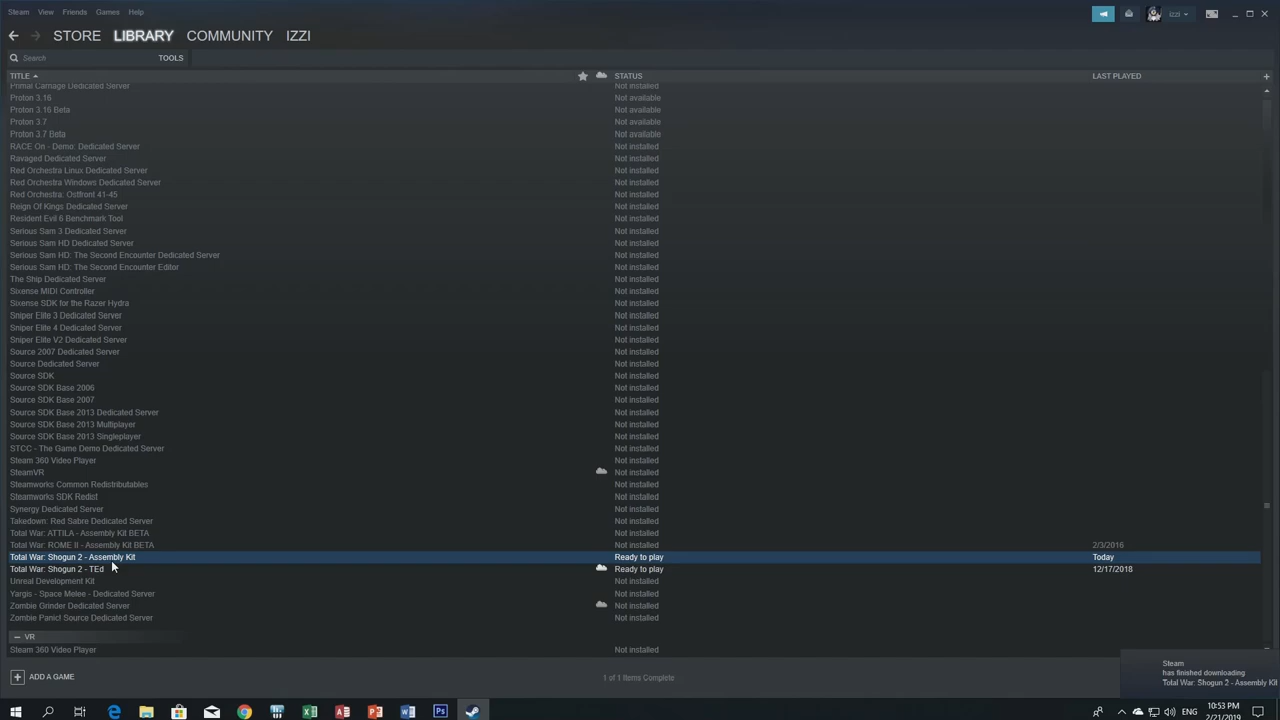 Steam View Friends Games Help
izzi
STORE LIBRARY COMMUNITY IZZI
Search TOOLS
TITLE STATUS LAST PLAYED
Primal Carnage Dedicated Server Not installed
Proton 3.16 Not available
Proton 3.16 Beta Not available
Proton 3.7 Not available
Proton 3.7 Beta Not available
RACE On - Demo: Dedicated Server Not installed
Ravaged Dedicated Server Not installed
Red Orchestra Linux Dedicated Server Not installed
Red Orchestra Windows Dedicated Server Not installed
Red Orchestra: Ostfront 41-45 Not installed
Reign Of Kings Dedicated Server Not installed
Resident Evil 6 Benchmark Tool Not installed
Serious Sam 3 Dedicated Server Not installed
Serious Sam HD Dedicated Server Not installed
Serious Sam HD: The Second Encounter Dedicated Server Not installed
Serious Sam HD: The Second Encounter Editor Not installed
The Ship Dedicated Server Not installed
Sixense MIDI Controller Not installed
Sixense SDK for the Razer Hydra Not installed
Sniper Elite 3 Dedicated Server Not installed
Sniper Elite 4 Dedicated Server Not installed
Sniper Elite V2 Dedicated Server Not installed
Source 2007 Dedicated Server Not installed
Source Dedicated Server Not installed
Source SDK Not installed
Source SDK Base 2006 Not installed
Source SDK Base 2007 Not installed
Source SDK Base 2013 Dedicated Server Not installed
Source SDK Base 2013 Multiplayer Not installed
Source SDK Base 2013 Singleplayer Not installed
STCC - The Game Demo Dedicated Server Not installed
Steam 360 Video Player Not installed
SteamVR Not installed
Steamworks Common Redistributables Not installed
Steamworks SDK Redist Not installed
Synergy Dedicated Server Not installed
Takedown: Red Sabre Dedicated Server Not installed
Total War: ATTILA - Assembly Kit BETA Not installed
Total War: ROME II - Assembly Kit BETA Not installed 2/3/2016
Total War: Shogun 2 - Assembly Kit Ready to play Today
Total War: Shogun 2 - TEd Ready to play 12/17/2018
Unreal Development Kit Not installed
Yargis - Space Melee - Dedicated Server Not installed
Zombie Grinder Dedicated Server Not installed
Zombie Panic! Source Dedicated Server Not installed
VR
Steam 360 Video Player Not installed
ADD A GAME 1 of 1 Items Complete
Steam
has finished downloading
Total War: Shogun 2 - Assembly Kit
ENG 10:53 PM
2/21/2019